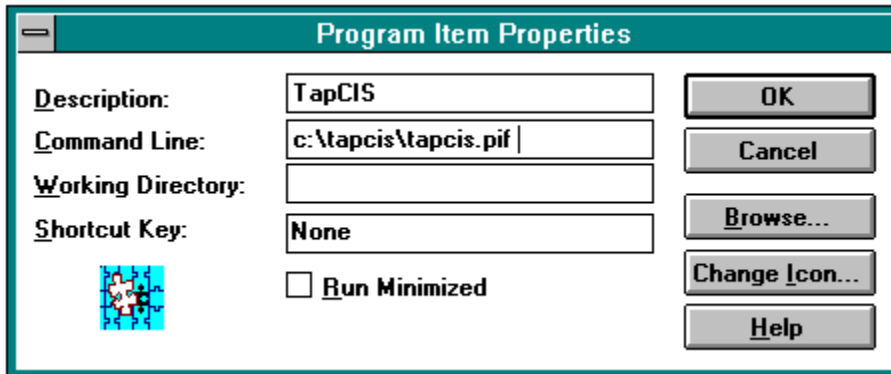 Program Item Properties
Description: TapCIS
Command Line: c:\tapcis\tapcis.pif
Working Directory:
Shortcut Key: None
Run Minimized
OK
Cancel
Browse...
Change Icon...
Help